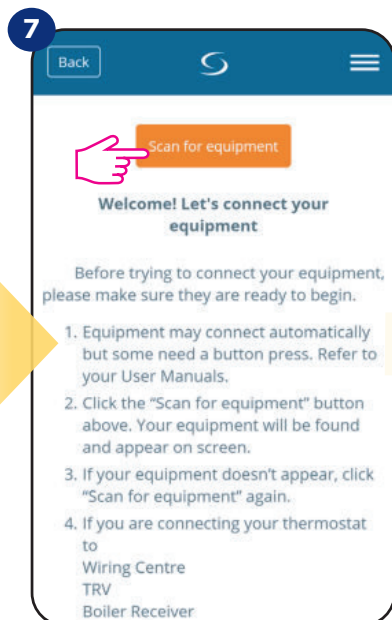 7
Back
Scan for equipment
Welcome! Let's connect your
equipment
Before trying to connect your equipment,
please make sure they are ready to begin.
1. Equipment may connect automatically
but some need a button press. Refer to
your User Manuals.
2. Click the “Scan for equipment” button
above. Your equipment will be found
and appear on screen.
3. If your equipment doesn’t appear, click
“Scan for equipment” again.
4. If you are connecting your thermostat
to
Wiring Centre
TRV
Boiler Receiver